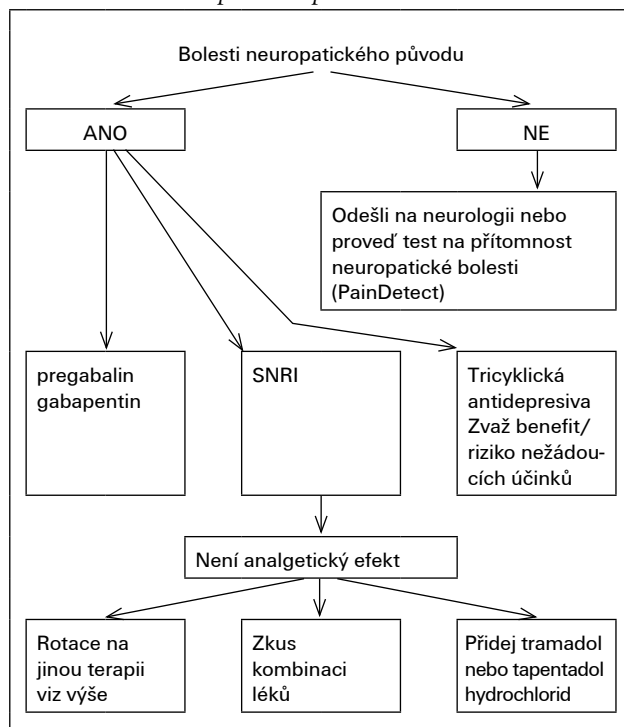 Bolesti neuropatického původu
ANO
NE
Odešli na neurologii nebo
proveď test na přítomnost
neuropatické bolesti
(PainDetect)
pregabalin
gabapentin
SNRI
Tricyklická
antidepresiva
Zvaž benefit/
riziko nežádou-
cích účinků
Není analgetický efekt
Rotace na
jinou terapii
viz výše
Zkus
kombinaci
léků
Přidej tramadol
nebo tapentadol
hydrochlorid